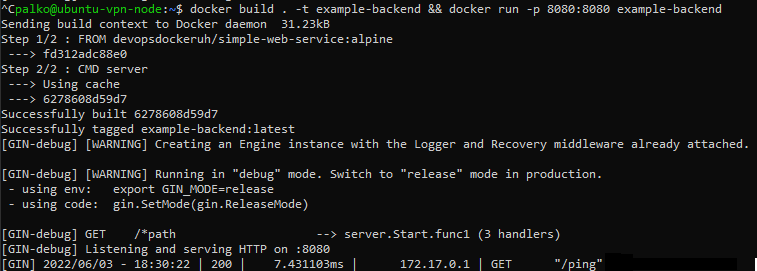 ^Cpalko@ubuntu-vpn-node:~$ docker build . -t example-backend && docker run -p 8080:8080 example-backend
Sending build context to Docker daemon  31.23kB
Step 1/2 : FROM devopsdockeruh/simple-web-service:alpine
 ---> fd312adc88e0
Step 2/2 : CMD server
 ---> Using cache
 ---> 6278608d59d7
Successfully built 6278608d59d7
Successfully tagged example-backend:latest
[GIN-debug] [WARNING] Creating an Engine instance with the Logger and Recovery middleware already attached.
[GIN-debug] [WARNING] Running in "debug" mode. Switch to "release" mode in production.
 - using env:   export GIN_MODE=release
 - using code:  gin.SetMode(gin.ReleaseMode)
[GIN-debug] GET    /*path                    --> server.Start.func1 (3 handlers)
[GIN-debug] Listening and serving HTTP on :8080
[GIN] 2022/06/03 - 18:30:22 | 200 |    7.431103ms |      172.17.0.1 | GET      "/ping"